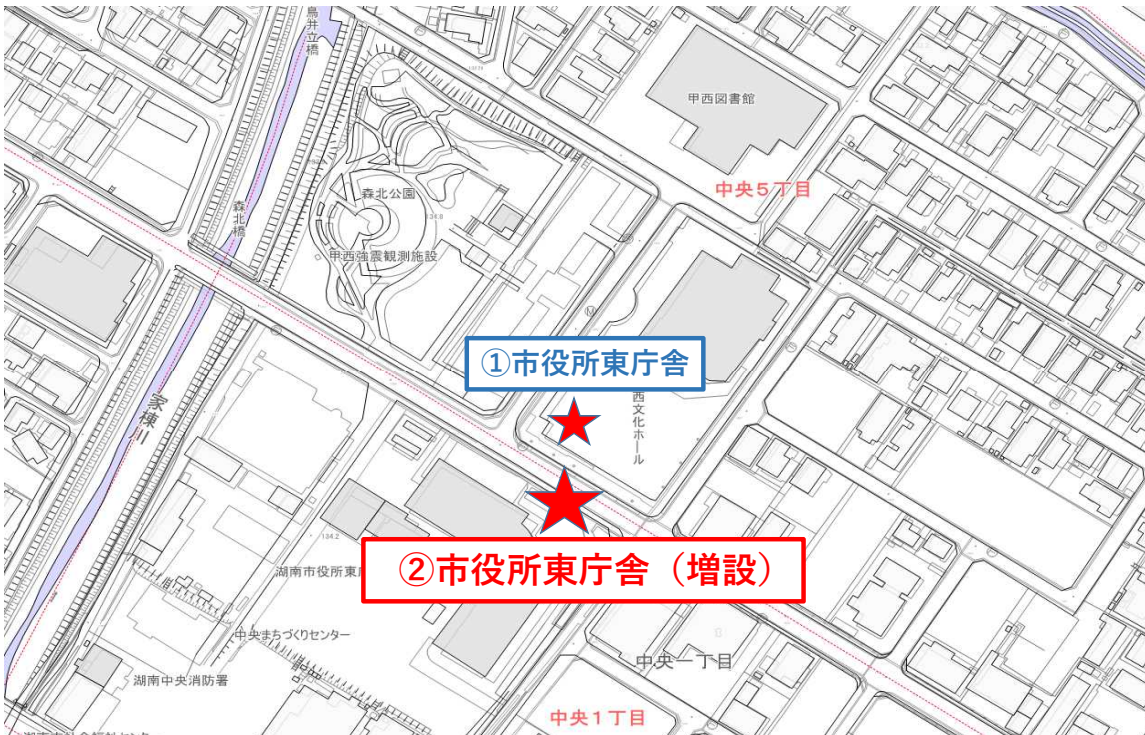 鳥井立橋
甲西図書館
中央5丁目
森北公園
134.8
森北橋
甲西強震観測施設
M
①市役所東庁舎
西文化ホール
家棟川
134.2
②市役所東庁舎（増設）
湖南市役所東
中央まちづくりセンター
中央一丁目
湖南中央消防署
中央1丁目